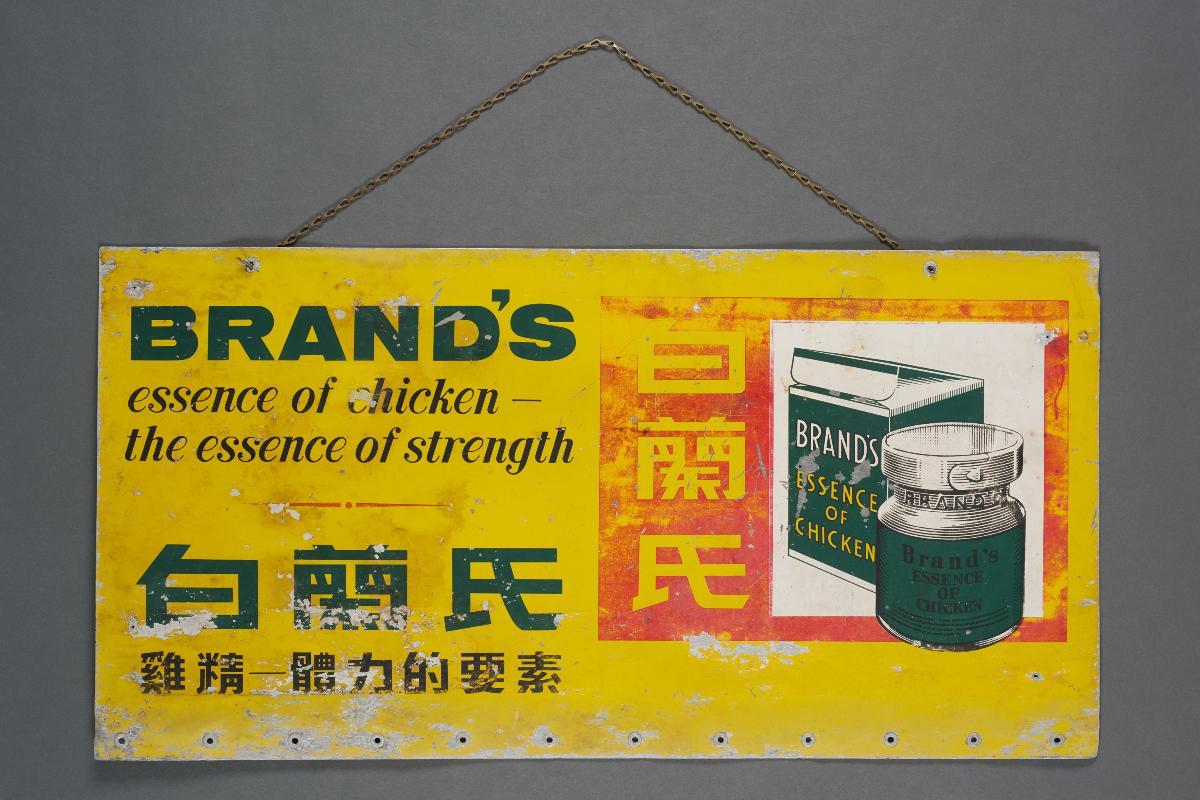 BRAND'S
essence of chicken —
the essence of strength
白蘭氏
雞精—體力的要素
白
蘭
氏
BRAND'S
ESSENCE
OF
CHICKEN
BRAND'S
Brand's
ESSENCE
OF
CHICKEN